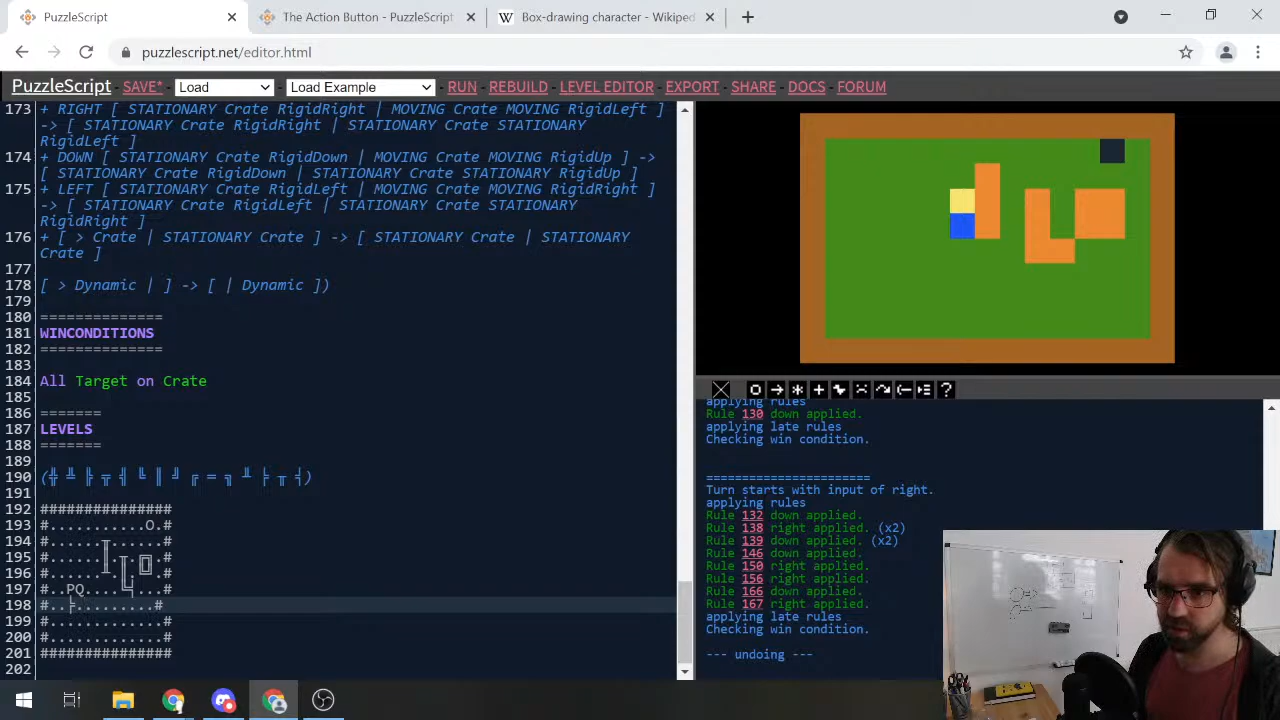 PuzzleScript
The Action Button - PuzzleScript
Box-drawing character - Wikiped
puzzlescript.net/editor.html
PuzzleScript - SAVE* - Load Load Example RUN - REBUILD - LEVEL EDITOR - EXPORT - SHARE - DOCS - FORUM
173 + RIGHT [ STATIONARY Crate RigidRight | MOVING Crate MOVING RigidLeft ]
-> [ STATIONARY Crate RigidRight | STATIONARY Crate STATIONARY
RigidLeft ]
174 + DOWN [ STATIONARY Crate RigidDown | MOVING Crate MOVING RigidUp ] ->
[ STATIONARY Crate RigidDown | STATIONARY Crate STATIONARY RigidUp ]
175 + LEFT [ STATIONARY Crate RigidLeft | MOVING Crate MOVING RigidRight ]
-> [ STATIONARY Crate RigidLeft | STATIONARY Crate STATIONARY
RigidRight ]
176 + [ > Crate | STATIONARY Crate ] -> [ STATIONARY Crate | STATIONARY
Crate ]
177
178 [ > Dynamic | ] -> [ | Dynamic ])
179
180 ==============
181 WINCONDITIONS
182 ==============
183
184 All Target on Crate
185
186 =======
187 LEVELS
188 =======
189
190 (╬ ╩ ╠ ╦ ╣ ╚ ║ ╝ ╔ = ╗ ╨ ╞ ╥ ╡)
191
192 ###############
193 #...........O.#
194 #......╥......#
195 #......║.╥.╔╗.#
196 #......╨.║.╚╝.#
197 #..PQ....╚╡...#
198 #..╞.........#
199 #.............#
200 #.............#
201 ###############
202
applying rules
Rule 130 down applied.
applying late rules
Checking win condition.
=======================
Turn starts with input of right.
applying rules
Rule 132 down applied.
Rule 138 right applied. (x2)
Rule 139 down applied. (x2)
Rule 146 down applied.
Rule 150 right applied.
Rule 156 right applied.
Rule 166 down applied.
Rule 167 right applied.
applying late rules
Checking win condition.
--- undoing ---